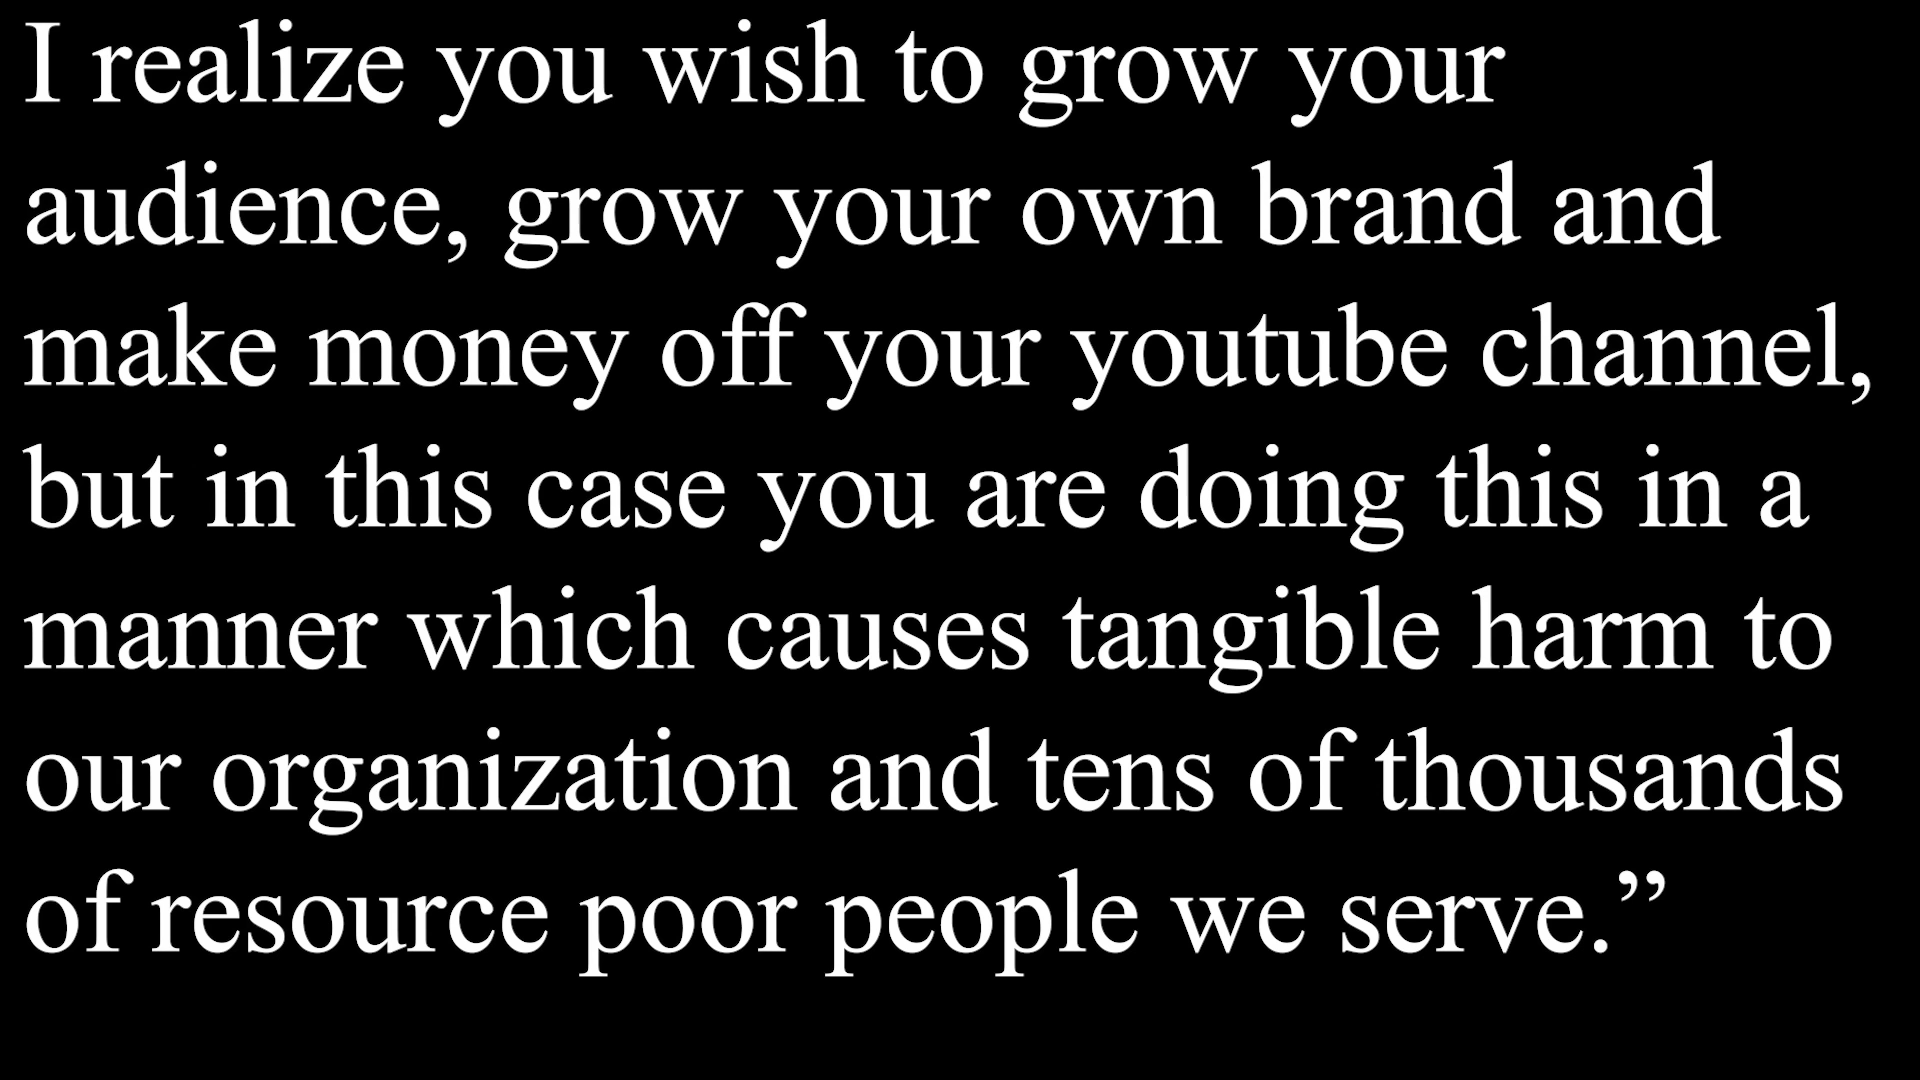 I realize you wish to grow your
audience, grow your own brand and
make money off your youtube channel,
but in this case you are doing this in a
manner which causes tangible harm to
our organization and tens of thousands
of resource poor people we serve.”